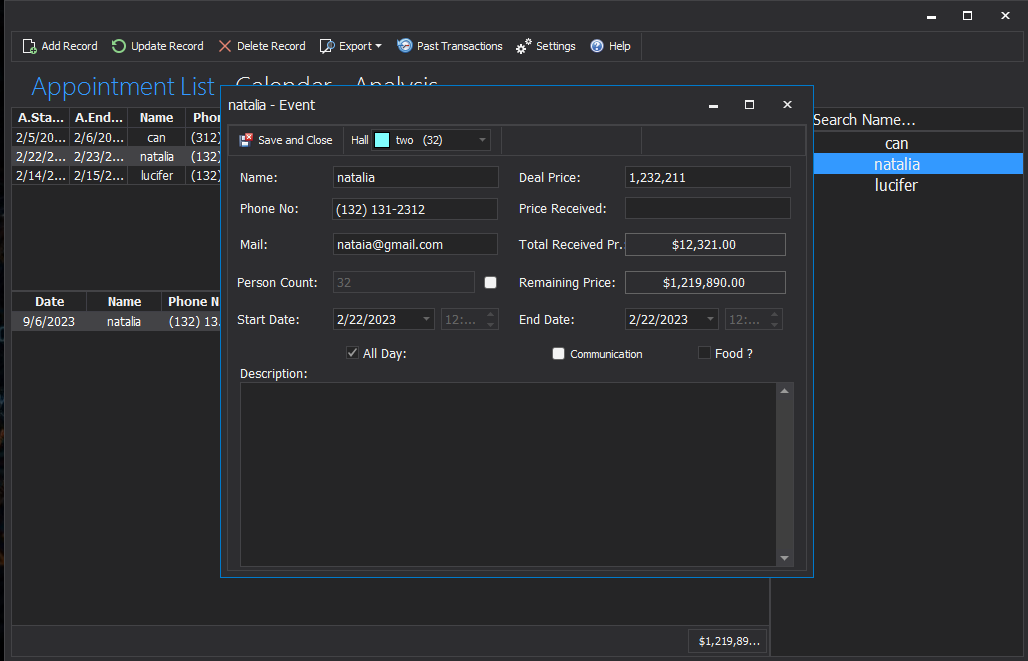 Add Record Update Record Delete Record Export Past Transactions Settings Help
Appointment List Calendar Analysis
A.Sta... A.End... Name Phon
2/5/20... 2/6/20... can (312)
2/22/2... 2/23/2... natalia (132)
2/14/2... 2/15/2... lucifer (132)
Date Name Phone N
9/6/2023 natalia (132) 13.
natalia - Event
Save and Close Hall two (32)
Name: natalia Deal Price: 1,232,211
Phone No: (132) 131-2312 Price Received:
Mail: nataia@gmail.com Total Received Pr.: $12,321.00
Person Count: 32 Remaining Price: $1,219,890.00
Start Date: 2/22/2023 12:... End Date: 2/22/2023 12:...
All Day: Communication Food ?
Description:
Search Name...
can
natalia
lucifer
$1,219,89...